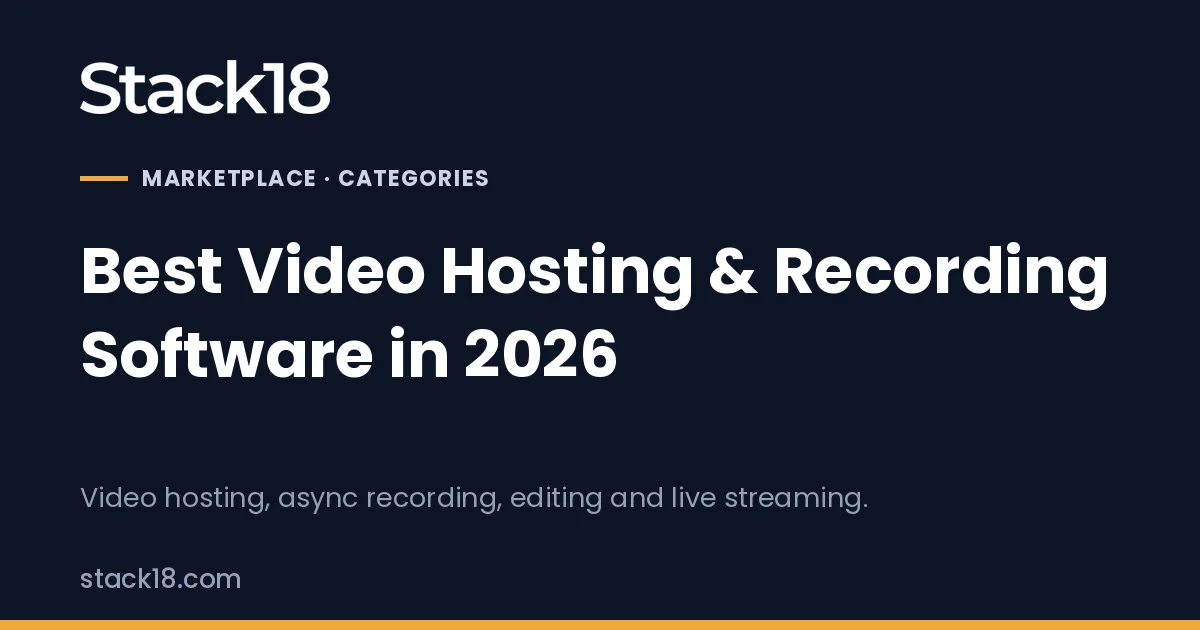 Stack18
MARKETPLACE · CATEGORIES
Best Video Hosting & Recording
Software in 2026
Video hosting, async recording, editing and live streaming.
stack18.com